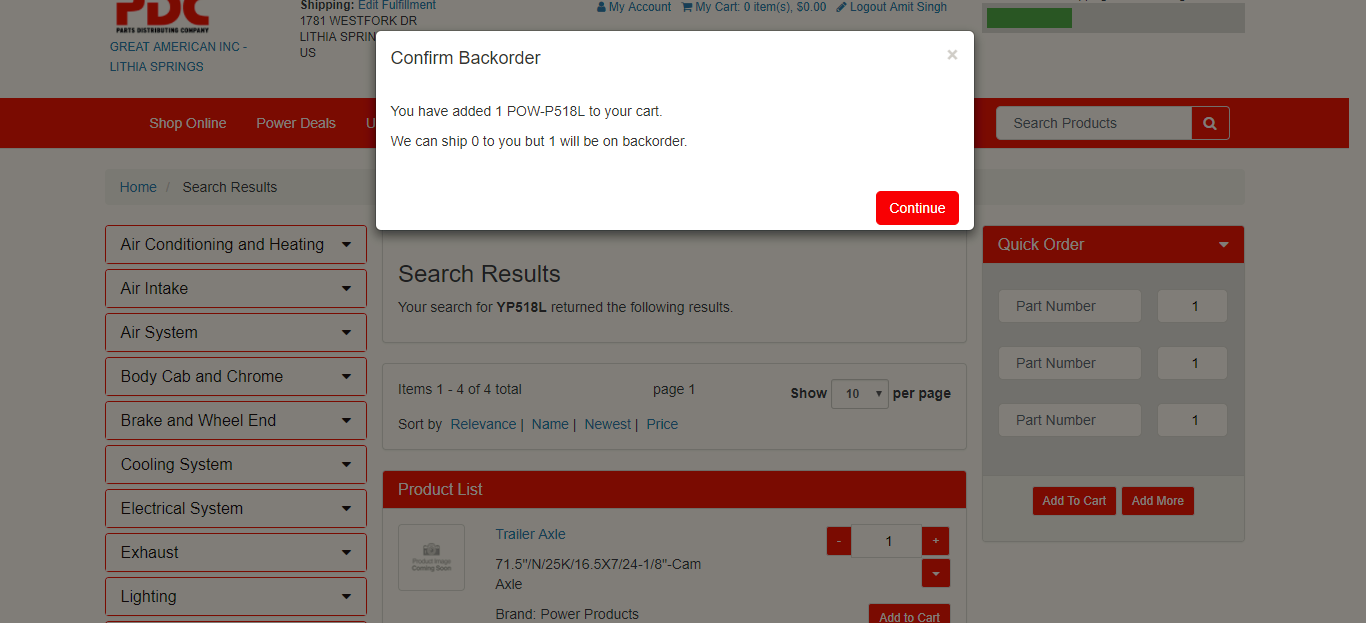 PDC
PARTS DISTRIBUTING COMPANY
GREAT AMERICAN INC -
LITHIA SPRINGS
Shipping: Edit Fulfillment
1781 WESTFORK DR
LITHIA SPRIN
US
My Account My Cart: 0 item(s), $0.00 Logout Amit Singh
Confirm Backorder ×
You have added 1 POW-P518L to your cart.
We can ship 0 to you but 1 will be on backorder.
Continue
Shop Online Power Deals U
Search Products
Home / Search Results
Air Conditioning and Heating
Air Intake
Air System
Body Cab and Chrome
Brake and Wheel End
Cooling System
Electrical System
Exhaust
Lighting
Search Results
Your search for YP518L returned the following results.
Items 1 - 4 of 4 total page 1 Show 10 per page
Sort by Relevance | Name | Newest | Price
Product List
Product Image
Coming Soon
Trailer Axle
71.5"/N/25K/16.5X7/24-1/8"-Cam
Axle
Brand: Power Products
- 1 +
Add to Cart
Quick Order
Part Number 1
Part Number 1
Part Number 1
Add To Cart Add More